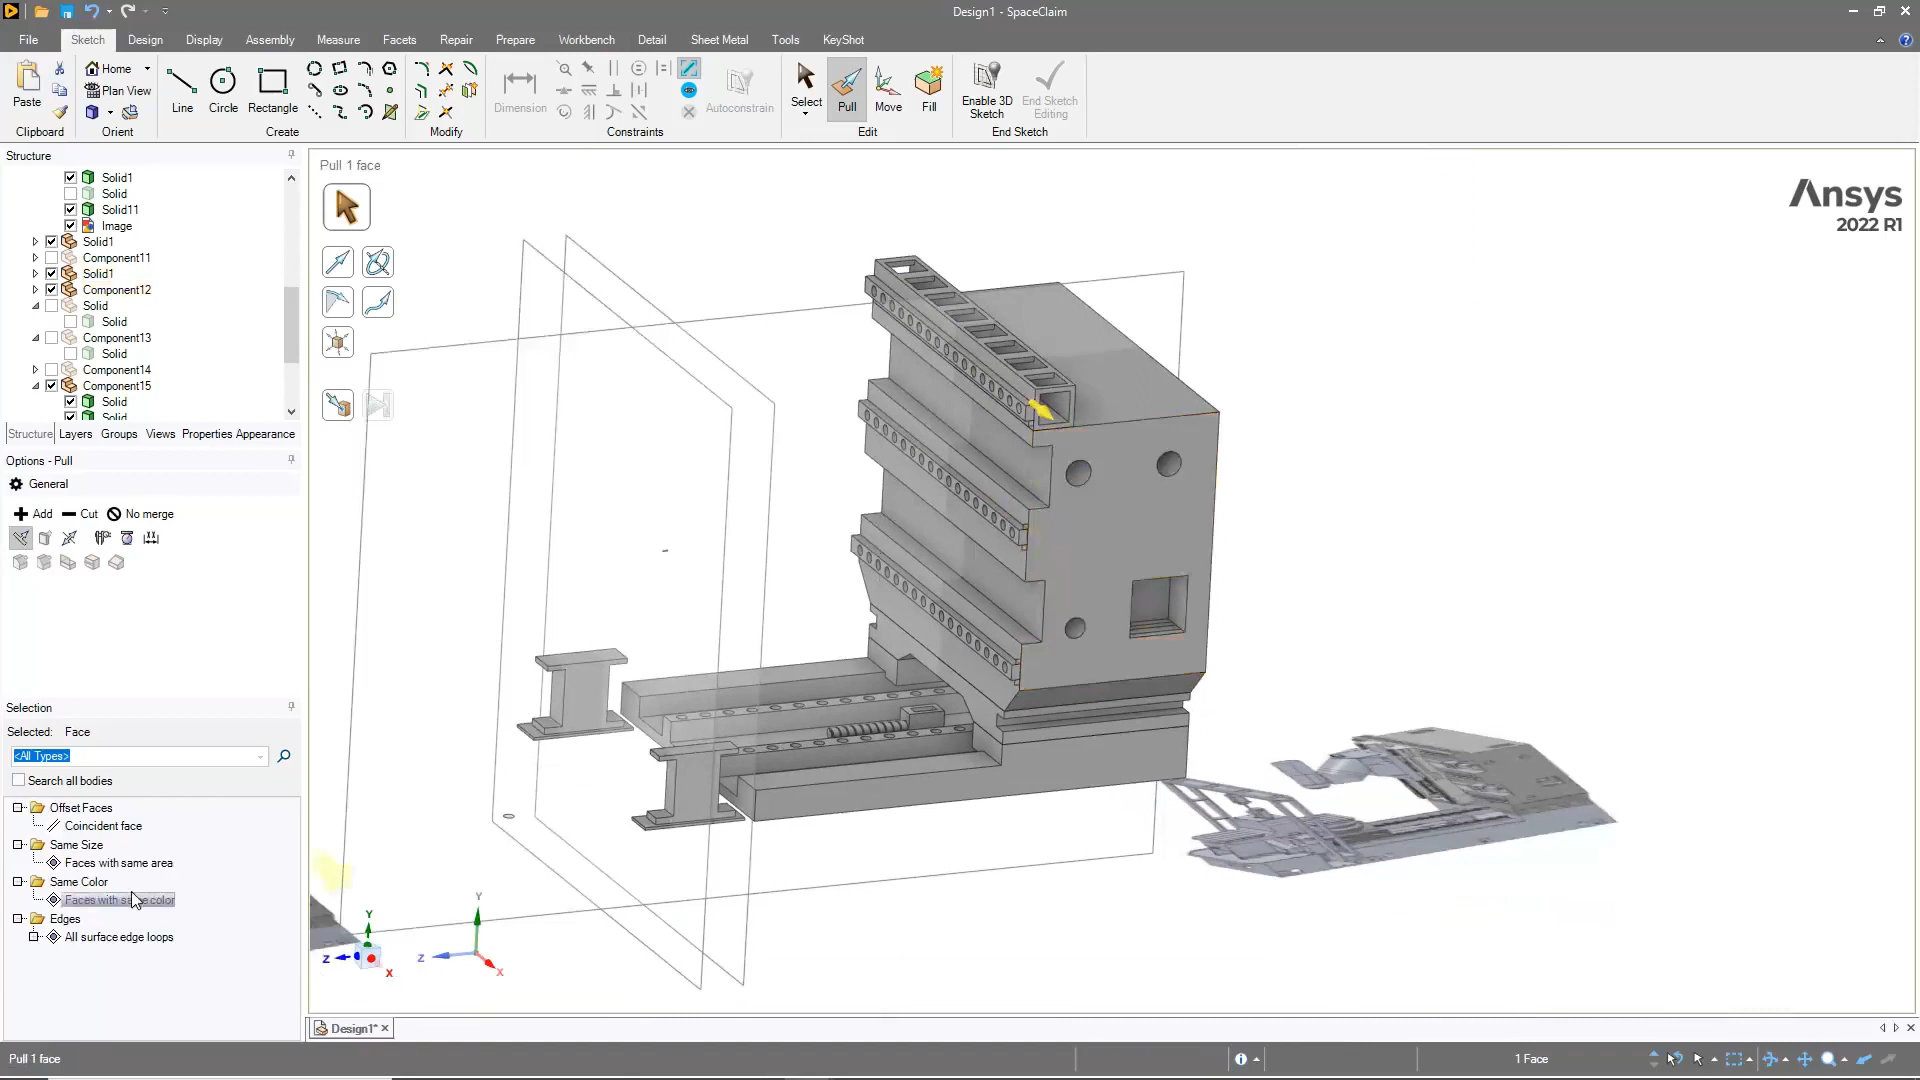 Design1 - SpaceClaim
File Sketch Design Display Assembly Measure Facets Repair Prepare Workbench Detail Sheet Metal Tools KeyShot
Paste
Clipboard
Home
Plan View
Orient
Line Circle Rectangle
Create
Modify
Dimension
Autoconstrain
Constraints
Select Pull Move Fill
Edit
Enable 3D Sketch
End Sketch Editing
End Sketch
Structure
Solid1
Solid
Solid11
Image
Solid1
Component11
Solid1
Component12
Solid
Solid
Component13
Solid
Component14
Component15
Solid
Solid
Structure Layers Groups Views Properties Appearance
Options - Pull
General
Add Cut No merge
Selection
Selected: Face
<All Types>
Search all bodies
Offset Faces
Coincident face
Same Size
Faces with same area
Same Color
Faces with same color
Edges
All surface edge loops
Pull 1 face
Ansys
2022 R1
Y
Z
X
Y
Z
X
Design1*
Pull 1 face
1 Face